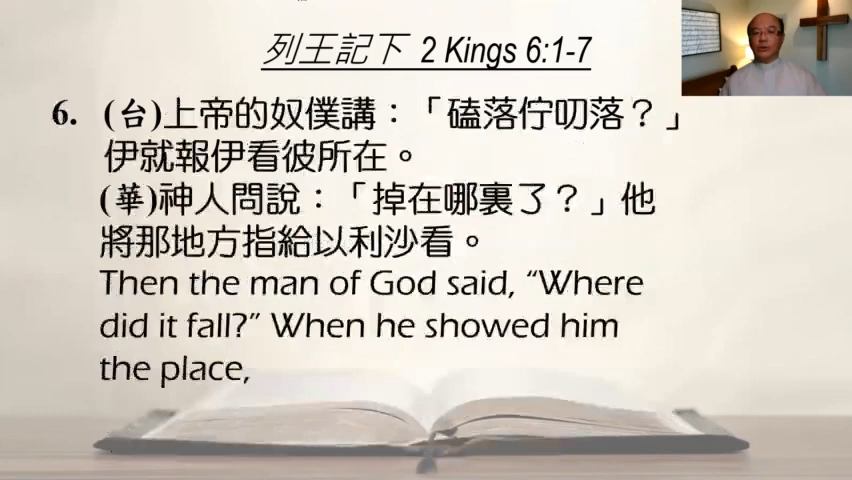 列王記下 2 Kings 6:1-7
6. (台)上帝的奴僕講：「磕落佇叨落？」
伊就報伊看彼所在。
(華)神人問說：「掉在哪裏了？」他
將那地方指給以利沙看。
Then the man of God said, “Where
did it fall?” When he showed him
the place,